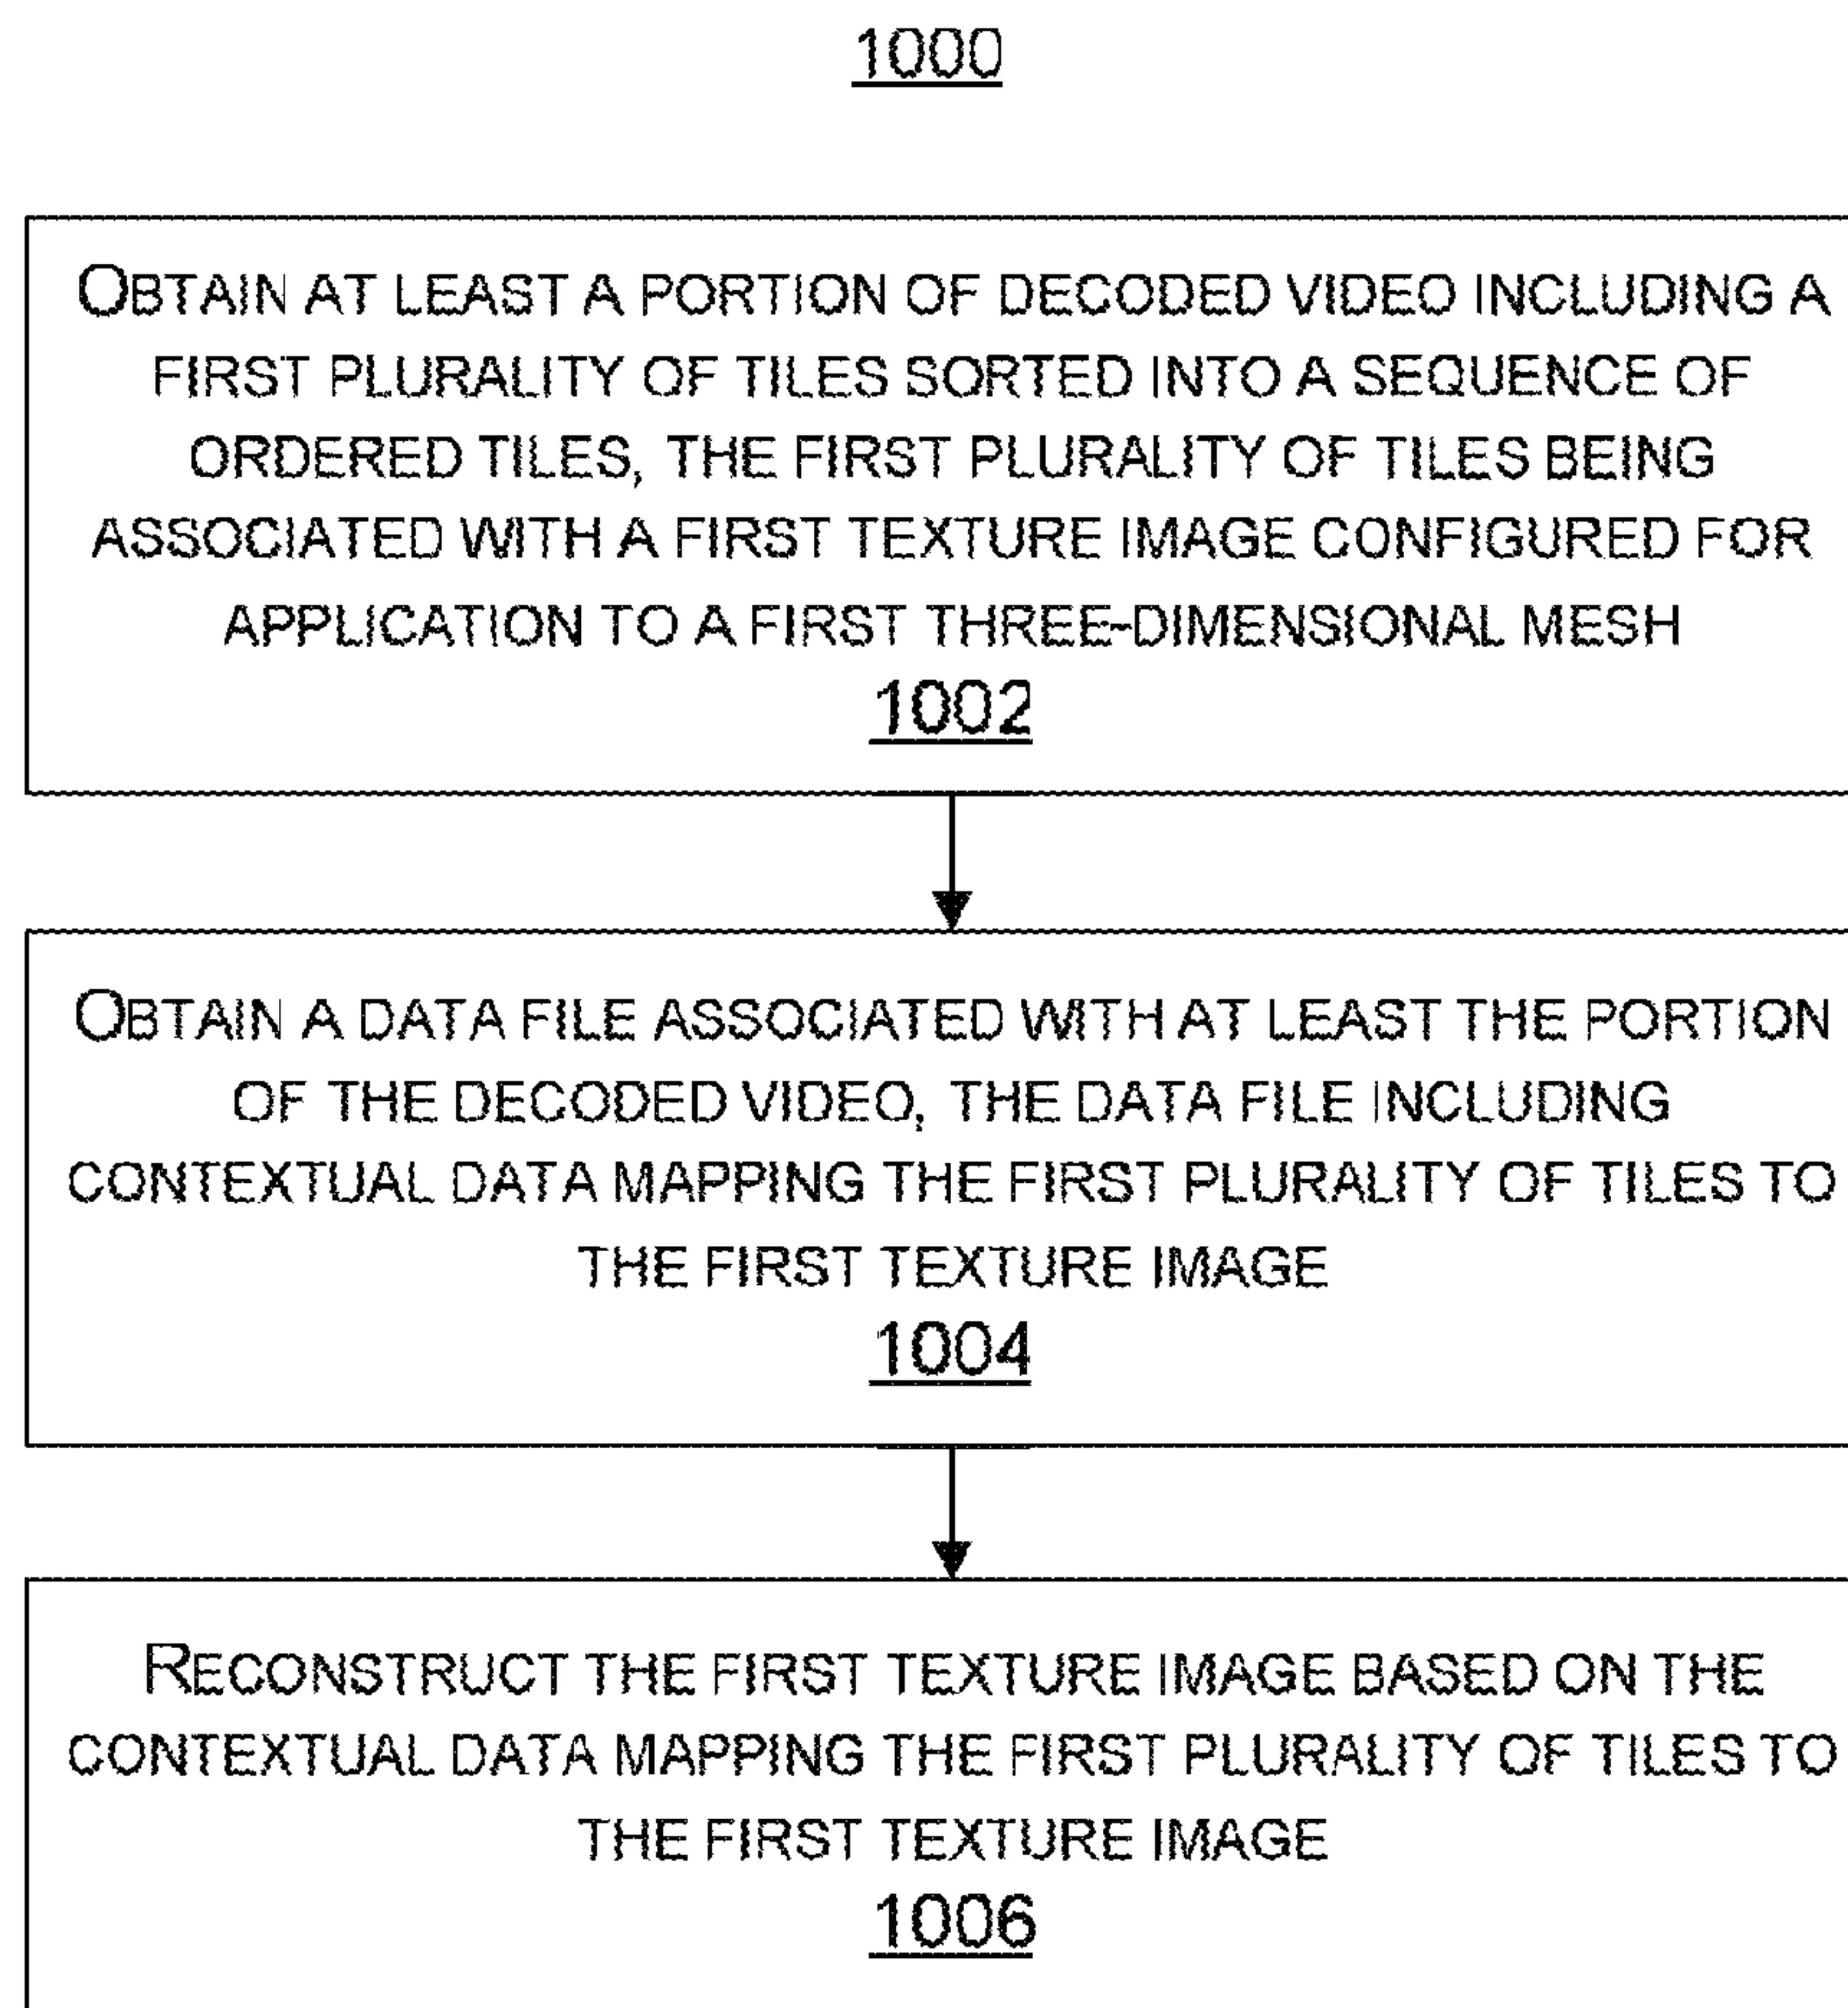 1000
OBTAIN AT LEAST A PORTION OF DECODED VIDEO INCLUDING A
FIRST PLURALITY OF TILES SORTED INTO A SEQUENCE OF
ORDERED TILES, THE FIRST PLURALITY OF TILES BEING
ASSOCIATED WITH A FIRST TEXTURE IMAGE CONFIGURED FOR
APPLICATION TO A FIRST THREE-DIMENSIONAL MESH
1002
OBTAIN A DATA FILE ASSOCIATED WITH AT LEAST THE PORTION
OF THE DECODED VIDEO, THE DATA FILE INCLUDING
CONTEXTUAL DATA MAPPING THE FIRST PLURALITY OF TILES TO
THE FIRST TEXTURE IMAGE
1004
RECONSTRUCT THE FIRST TEXTURE IMAGE BASED ON THE
CONTEXTUAL DATA MAPPING THE FIRST PLURALITY OF TILES TO
THE FIRST TEXTURE IMAGE
1006